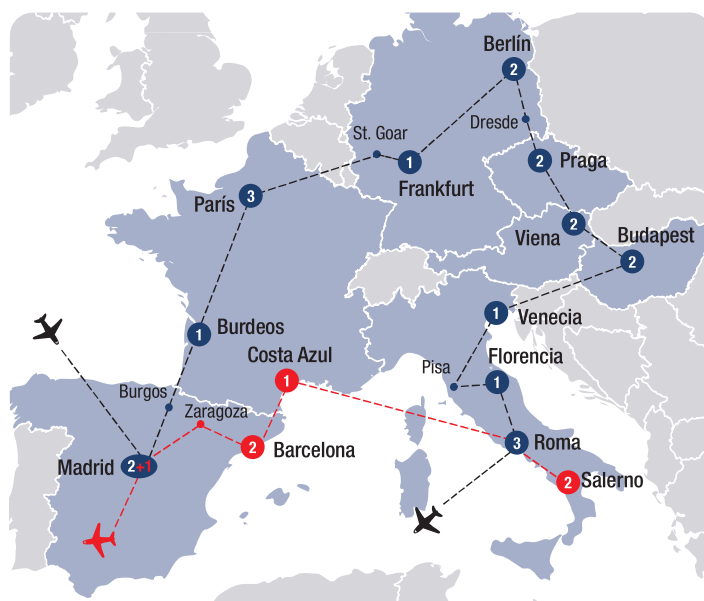 Berlín
2
Dresde
St. Goar
1
Frankfurt
2
Praga
París
3
Viena
2
Budapest
2
1
Venecia
1
Burdeos
Costa Azul
1
Florencia
1
Pisa
Burgos
Zaragoza
2
Barcelona
3
Roma
Madrid
2+1
2
Salerno